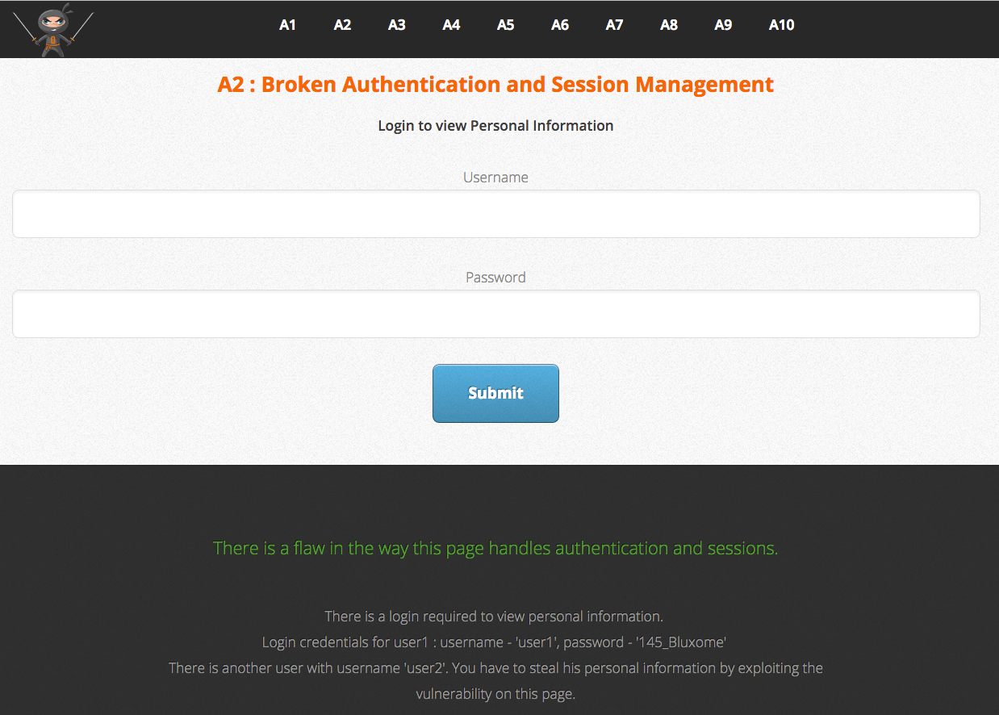 A1 A2 A3 A4 A5 A6 A7 A8 A9 A10
A2 : Broken Authentication and Session Management
Login to view Personal Information
Username
Password
Submit
There is a flaw in the way this page handles authentication and sessions.
There is a login required to view personal information.
Login credentials for user1 : username - 'user1', password - '145_Bluxome'
There is another user with username 'user2'. You have to steal his personal information by exploiting the
vulnerability on this page.